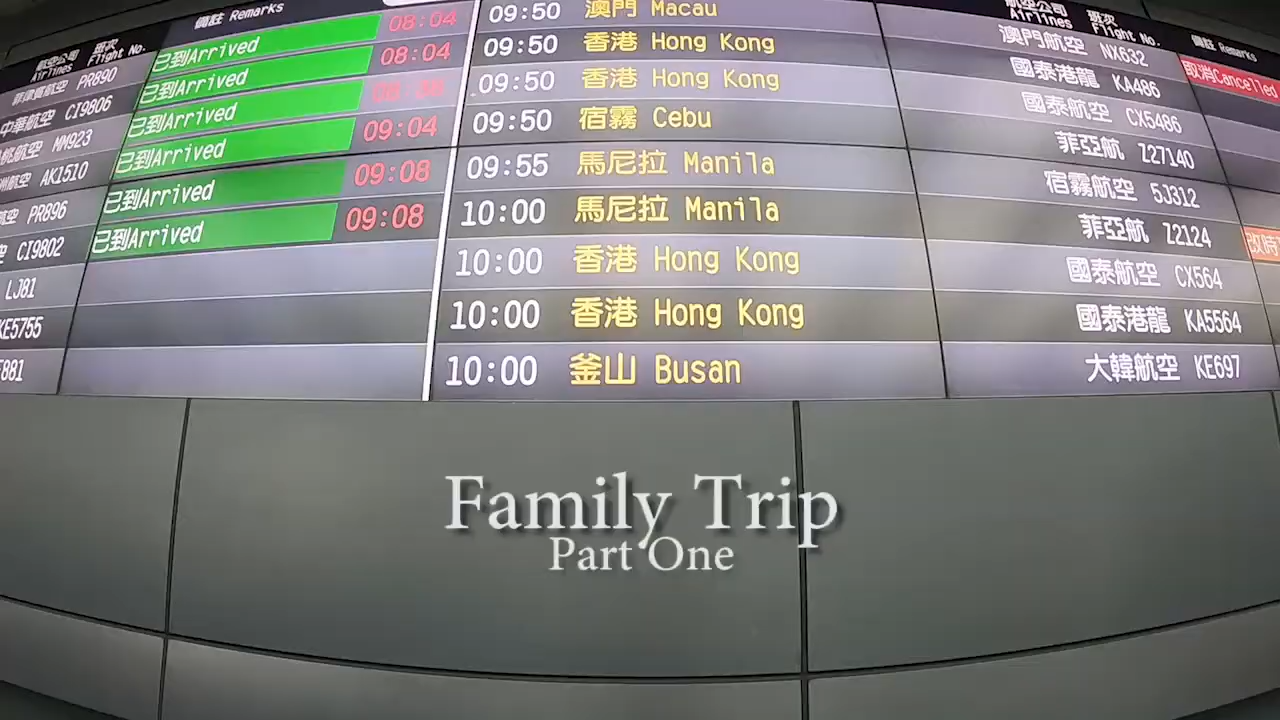 備註 Remarks
航空公司 Airlines 班次 Flight No.
PR890 已到Arrived 08:04
中華航空 CI9806 已到Arrived 08:04
MM923 已到Arrived
AK1510 已到Arrived 09:04
PR896 已到Arrived 09:08
CI9802 已到Arrived 09:08
LJ81
KE5755
航空公司 Airlines 班次 Flight No. 備註 Remarks
09:50 澳門 Macau 澳門航空 NX632 取消Cancelled
09:50 香港 Hong Kong 國泰港龍 KA486
09:50 香港 Hong Kong 國泰航空 CX5486
09:50 宿霧 Cebu 菲亞航 Z27140
09:55 馬尼拉 Manila 宿霧航空 5J312
10:00 馬尼拉 Manila 菲亞航 Z2124 改時
10:00 香港 Hong Kong 國泰航空 CX564
10:00 香港 Hong Kong 國泰港龍 KA5564
10:00 釜山 Busan 大韓航空 KE697
Family Trip
Part One